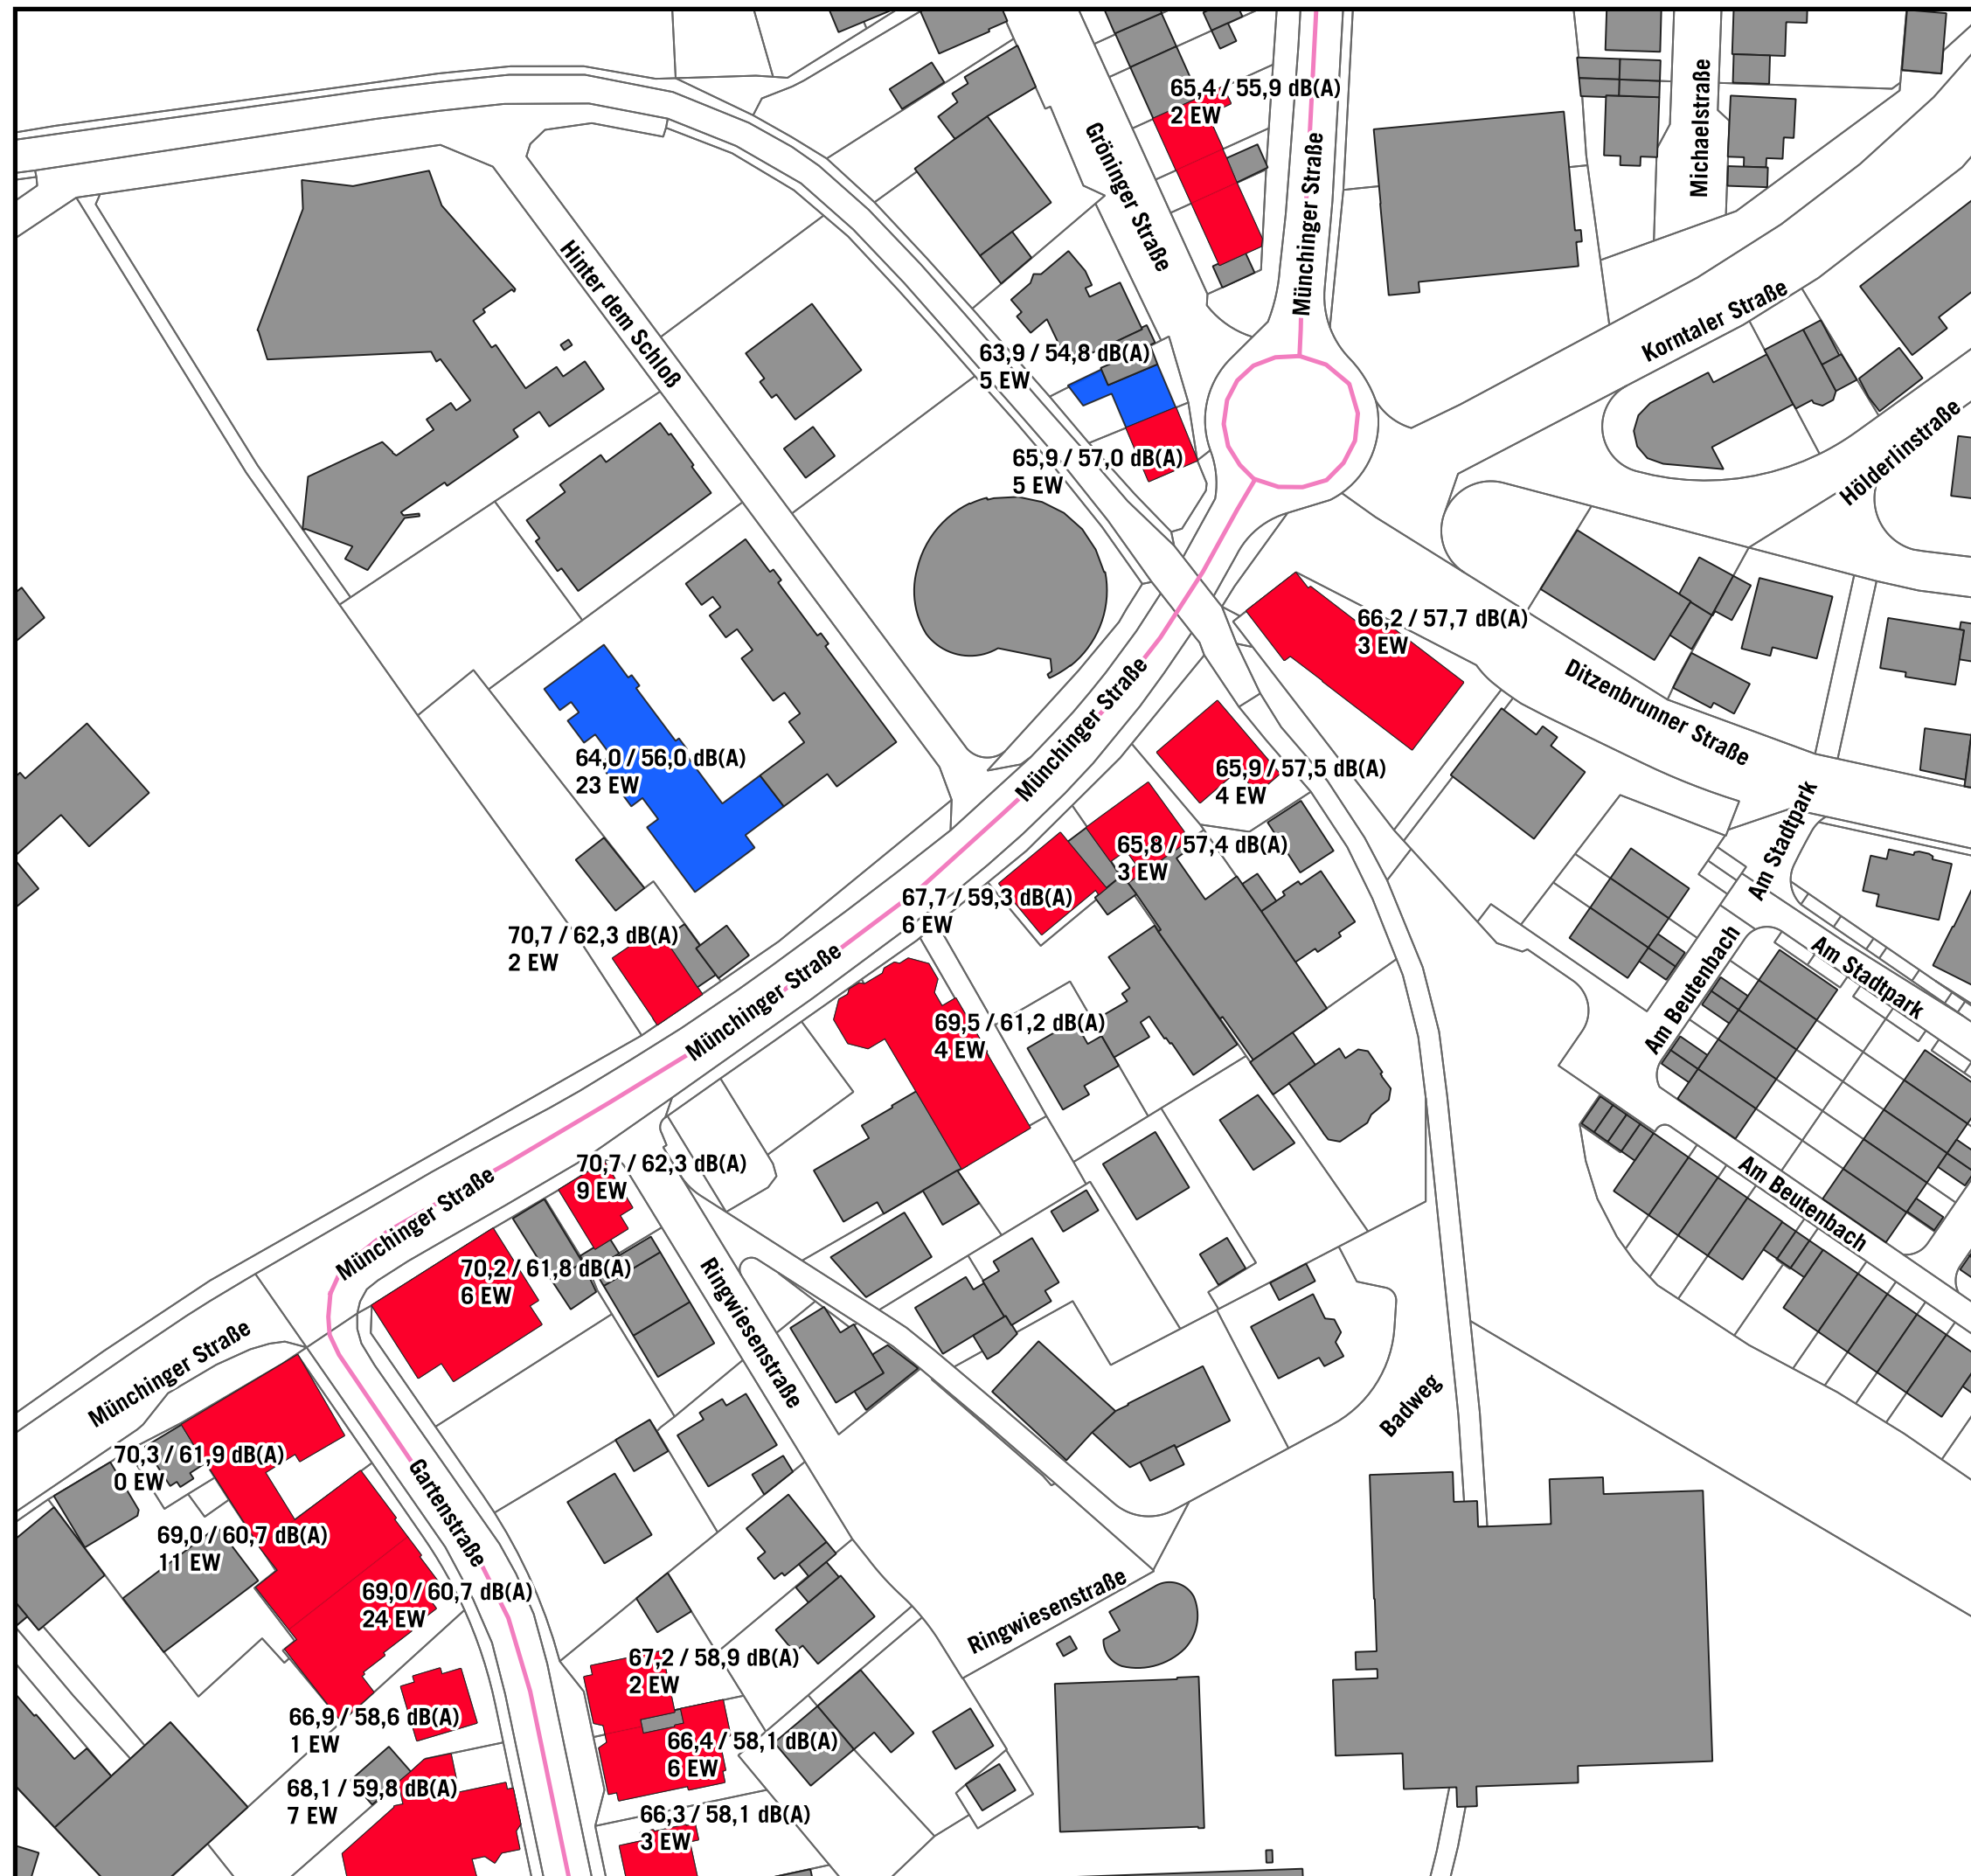 65,4 / 55,9 dB(A)
2 EW
Gröninger Straße
Münchinger Straße
Michaelstraße
Hinter dem Schloß
Korntaler Straße
63,9 / 54,8 dB(A)
5 EW
Hölderlinstraße
65,9 / 57,0 dB(A)
5 EW
66,2 / 57,7 dB(A)
3 EW
Ditzenbrunner Straße
Münchinger Straße
64,0 / 56,0 dB(A)
23 EW
65,9 / 57,5 dB(A)
4 EW
Am Stadtpark
65,8 / 57,4 dB(A)
3 EW
67,7 / 59,3 dB(A)
6 EW
70,7 / 62,3 dB(A)
2 EW
Am Beutenbach
Am Stadtpark
Münchinger Straße
69,5 / 61,2 dB(A)
4 EW
70,7 / 62,3 dB(A)
9 EW
Am Beutenbach
Münchinger Straße
70,2 / 61,8 dB(A)
6 EW
Ringwiesenstraße
Münchinger Straße
Badweg
70,3 / 61,9 dB(A)
0 EW
Gartenstraße
69,0 / 60,7 dB(A)
11 EW
69,0 / 60,7 dB(A)
24 EW
Ringwiesenstraße
67,2 / 58,9 dB(A)
2 EW
66,9 / 58,6 dB(A)
1 EW
66,4 / 58,1 dB(A)
6 EW
68,1 / 59,8 dB(A)
7 EW
66,3 / 58,1 dB(A)
3 EW